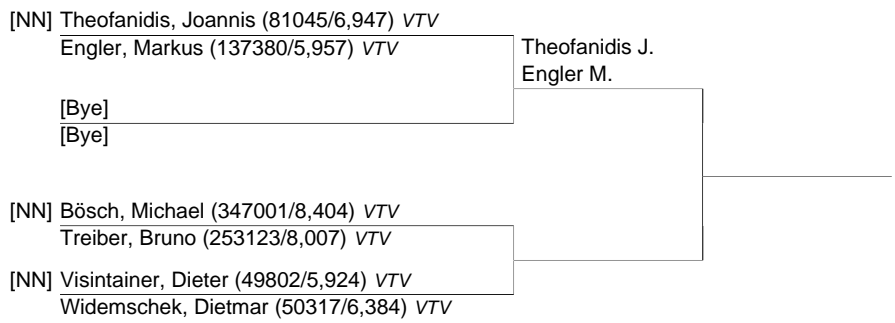 [NN] Theofanidis, Joannis (81045/6,947) VTV
Engler, Markus (137380/5,957) VTV
Theofanidis J.
Engler M.
[Bye]
[Bye]
[NN] Bösch, Michael (347001/8,404) VTV
Treiber, Bruno (253123/8,007) VTV
[NN] Visintainer, Dieter (49802/5,924) VTV
Widemschek, Dietmar (50317/6,384) VTV